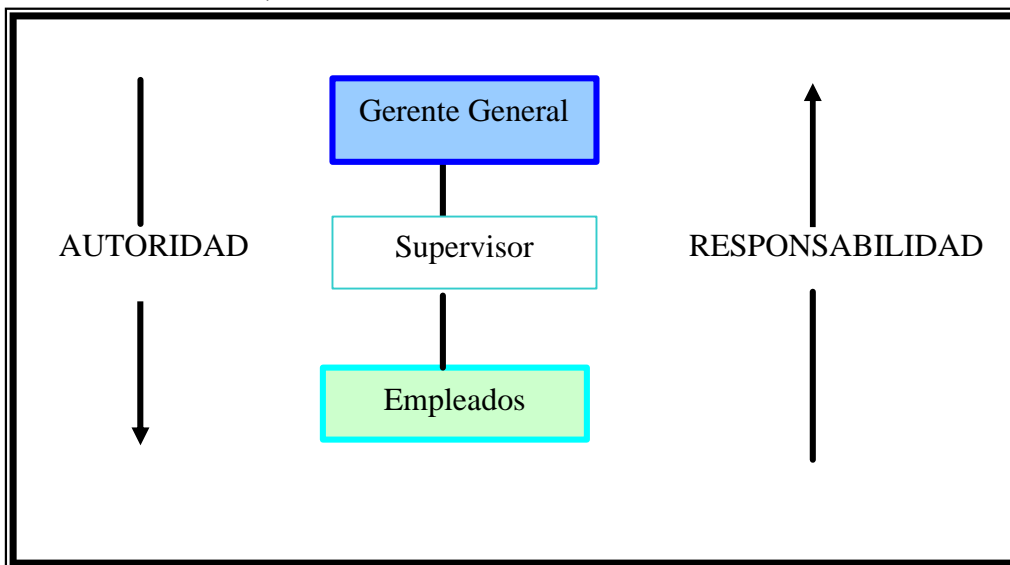 Gerente General
AUTORIDAD
Supervisor
RESPONSABILIDAD
Empleados